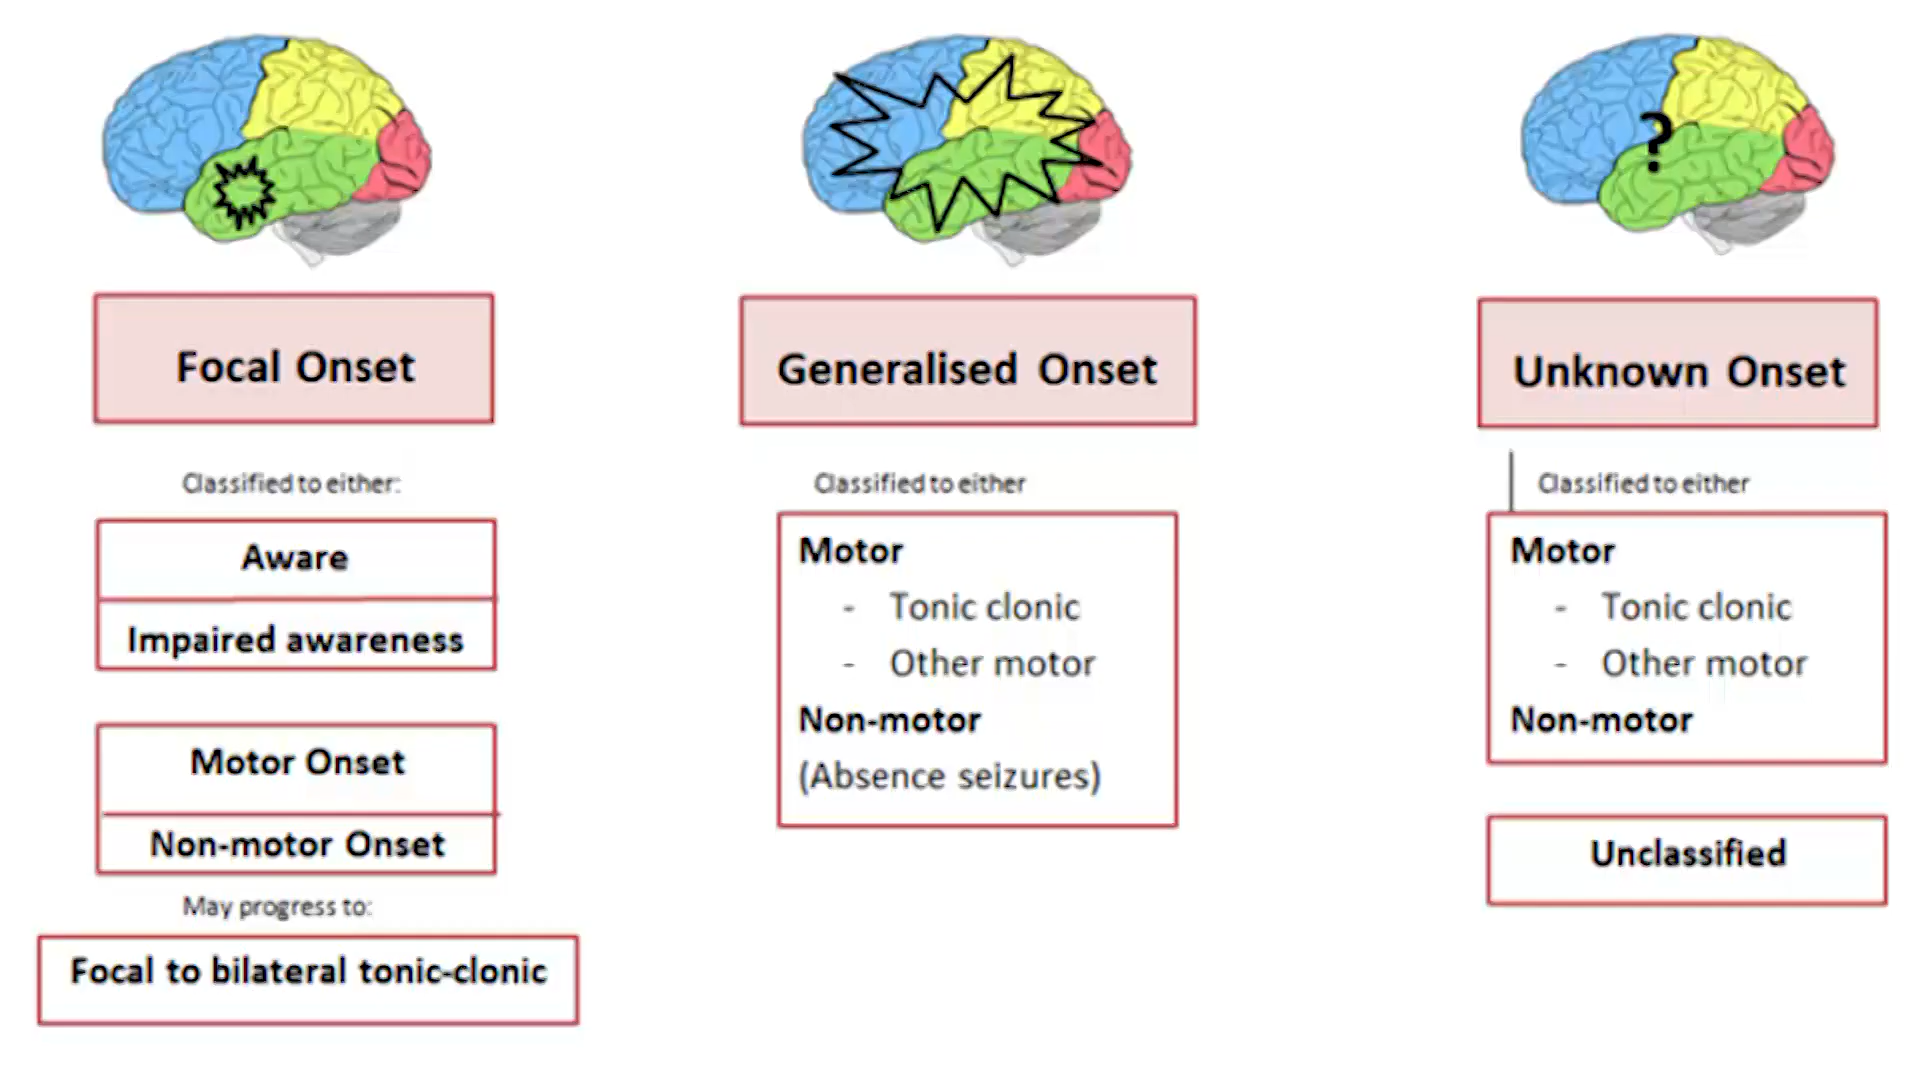 ?
Focal Onset
Classified to either:
Aware
Impaired awareness
Motor Onset
Non-motor Onset
May progress to:
Focal to bilateral tonic-clonic
Generalised Onset
Classified to either
Motor
- Tonic clonic
- Other motor
Non-motor
(Absence seizures)
Unknown Onset
Classified to either
Motor
- Tonic clonic
- Other motor
Non-motor
Unclassified